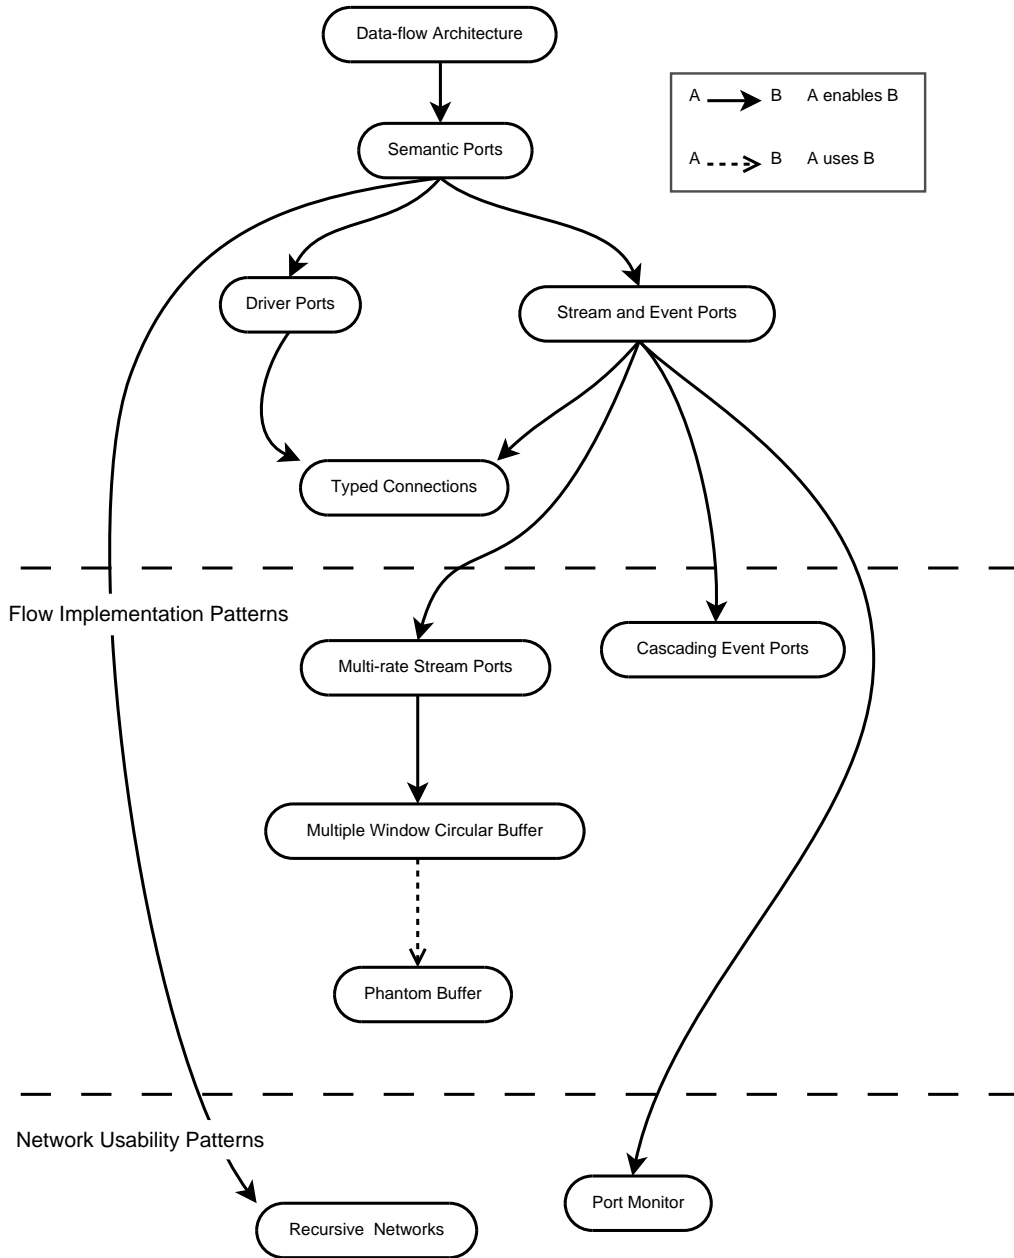 Data-flow Architecture
A B A enables B
Semantic Ports
A B A uses B
Driver Ports
Stream and Event Ports
Typed Connections
Flow Implementation Patterns
Multi-rate Stream Ports
Cascading Event Ports
Multiple Window Circular Buffer
Phantom Buffer
Network Usability Patterns
Port Monitor
Recursive Networks